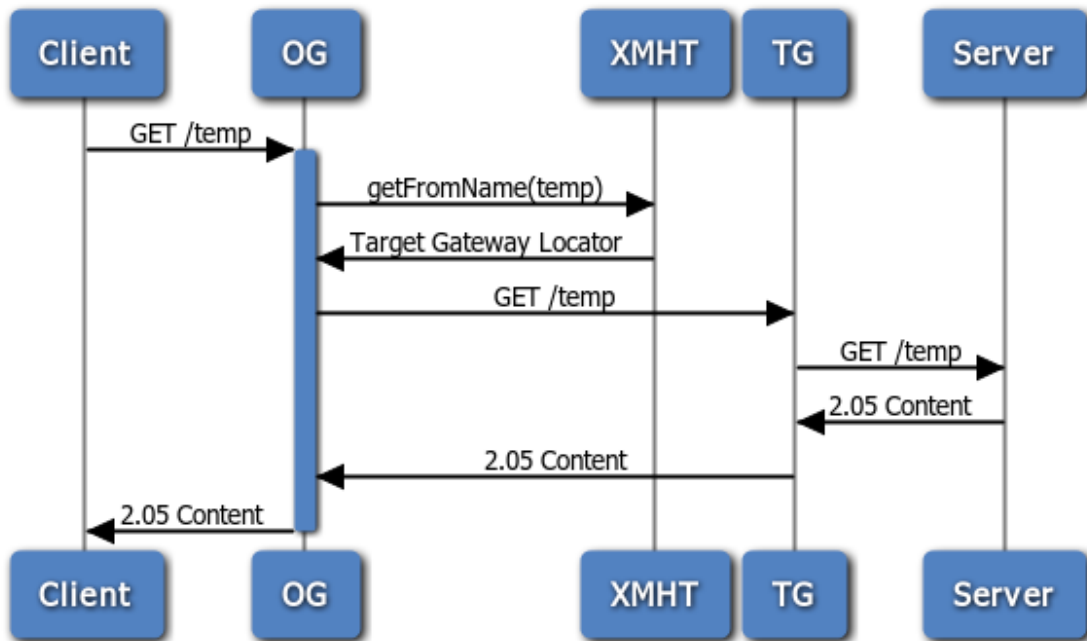 Client OG XMHT TG Server
GET /temp
getFromName(temp)
Target Gateway Locator
GET /temp
GET /temp
2.05 Content
2.05 Content
2.05 Content
Client OG XMHT TG Server